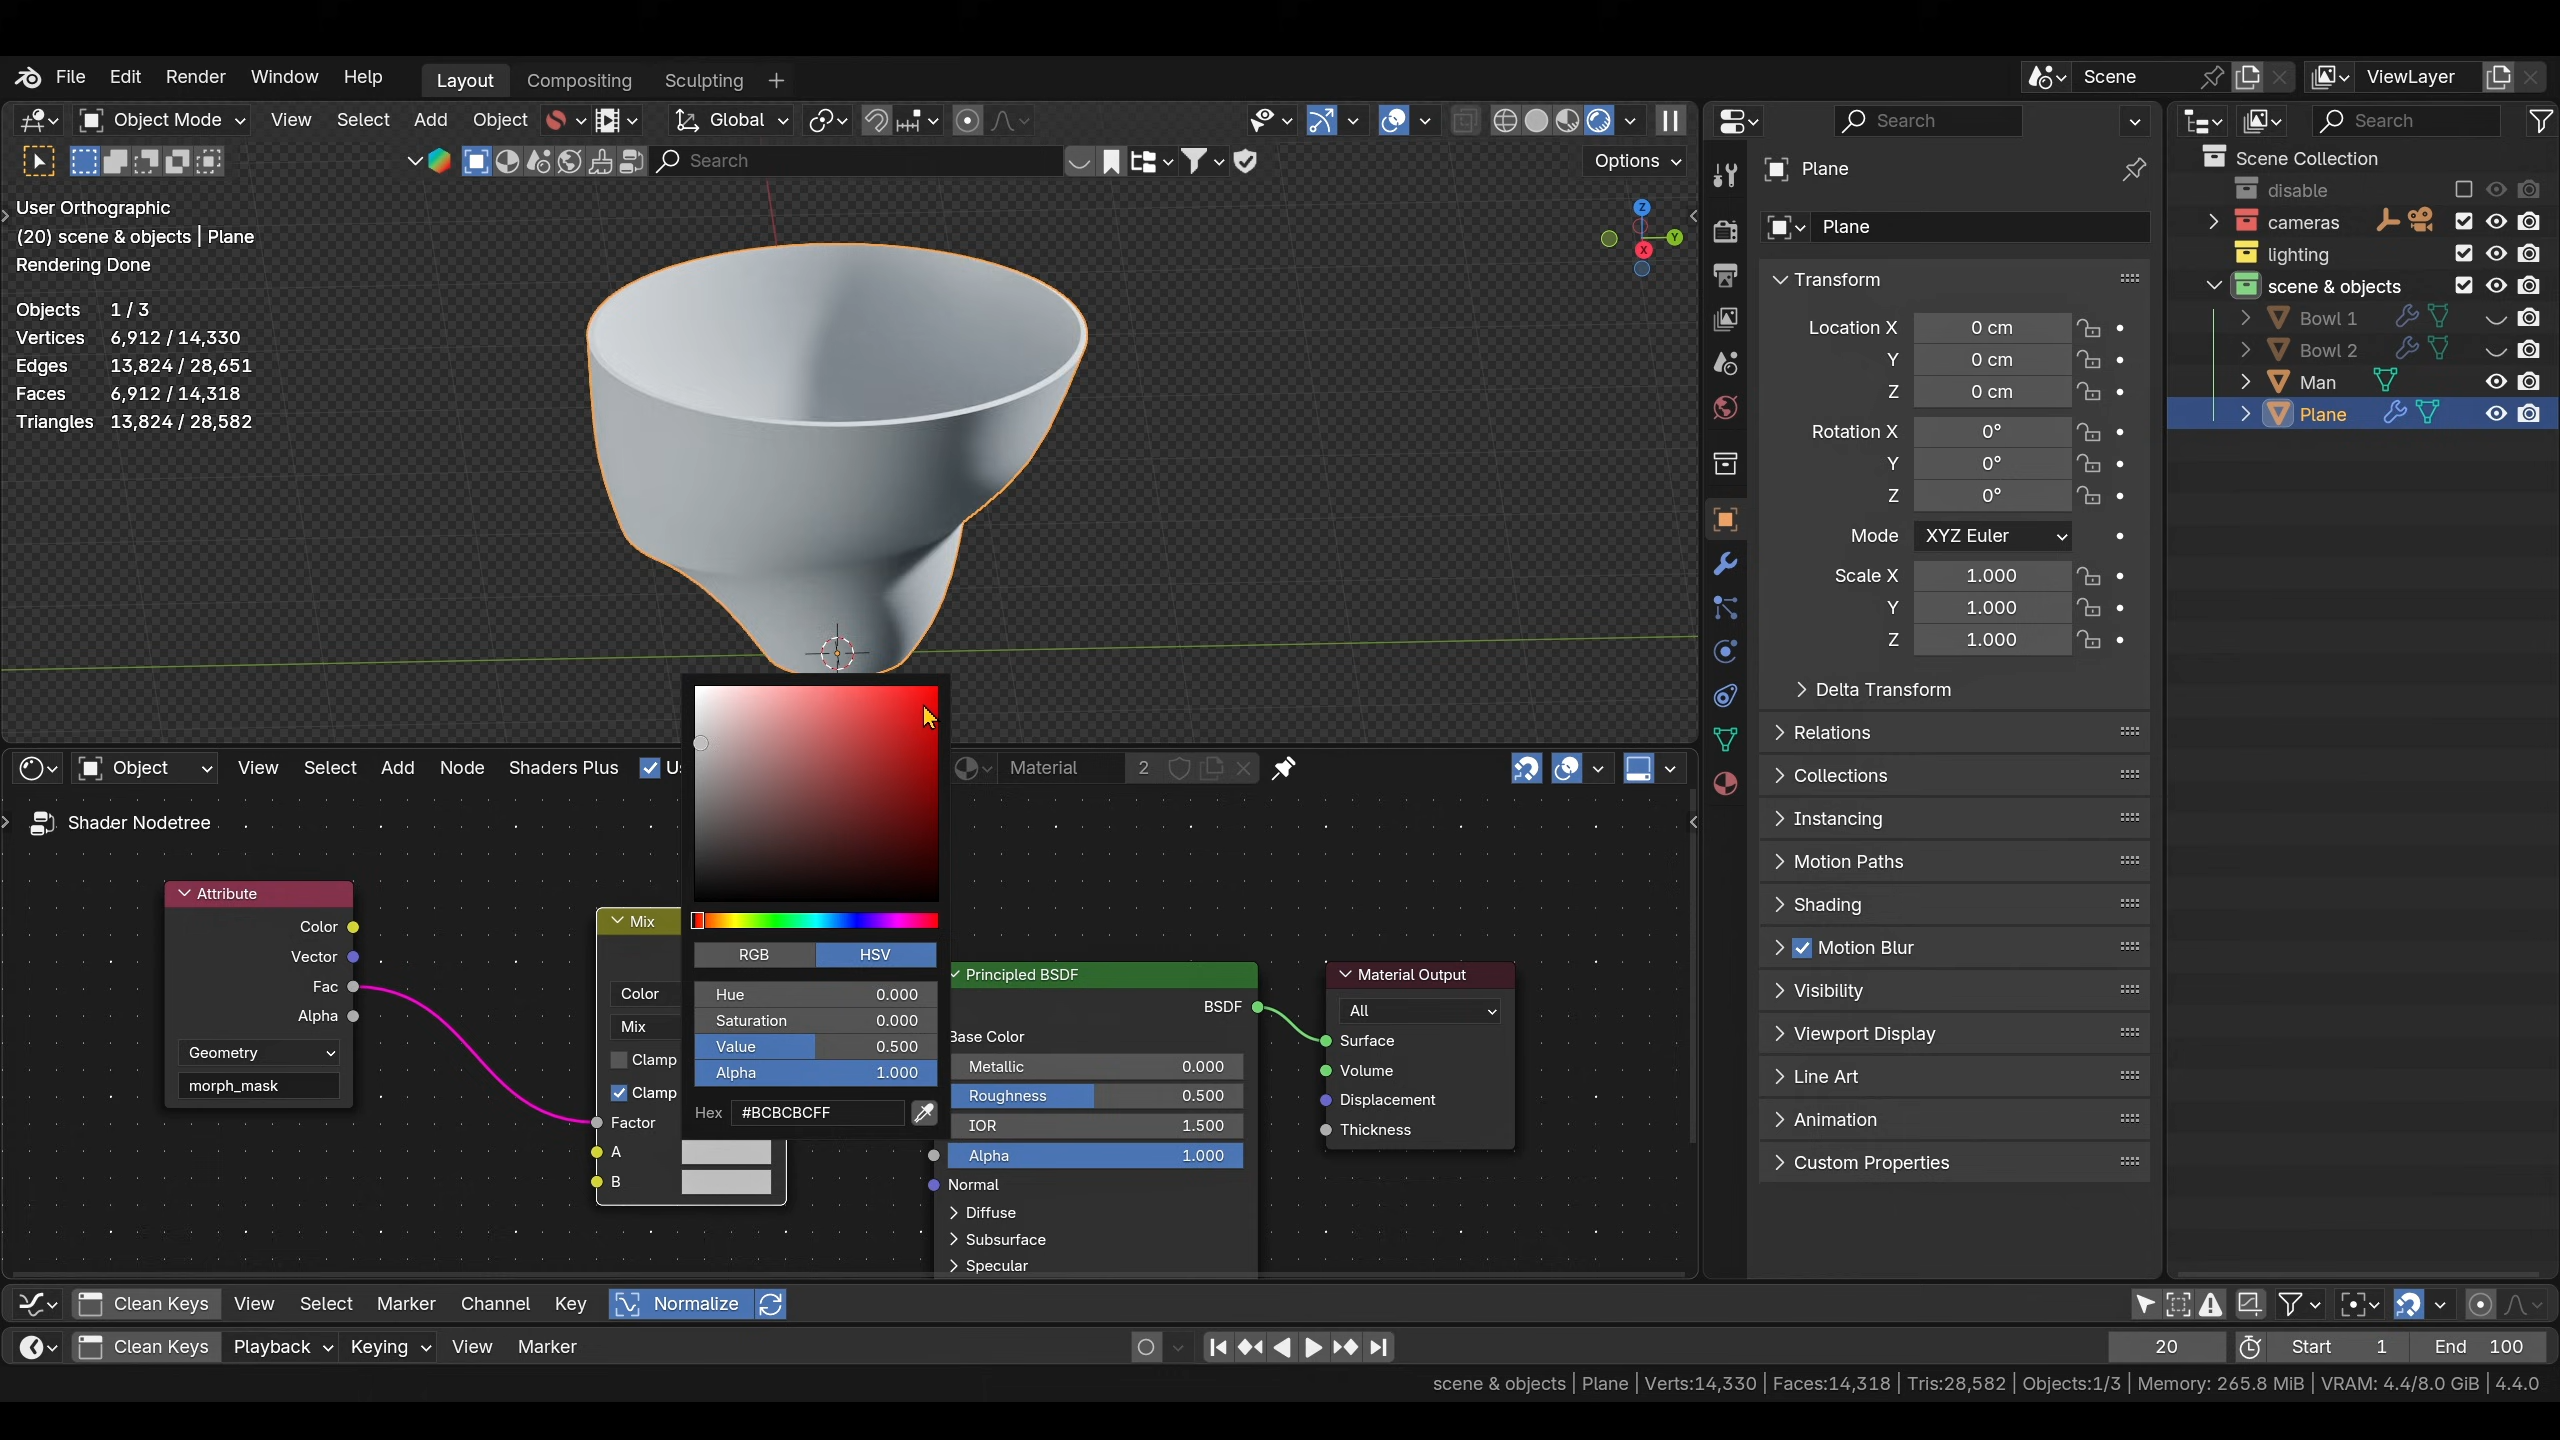 File Edit Render Window Help Layout Compositing Sculpting Scene ViewLayer
Object Mode View Select Add Object Global Search Search
Search Options
User Orthographic
(20) scene & objects | Plane
Rendering Done
Objects 1 / 3
Vertices 6,912 / 14,330
Edges 13,824 / 28,651
Faces 6,912 / 14,318
Triangles 13,824 / 28,582
Z
Y
X
Object View Select Add Node Shaders Plus Us Material 2
Shader Nodetree
Attribute
Color
Vector
Fac
Alpha
Geometry
morph_mask
Mix
Color
Mix
Clamp
Clamp
Factor
A
B
RGB HSV
Hue 0.000
Saturation 0.000
Value 0.500
Alpha 1.000
Hex #BCBCBCFF
Principled BSDF
BSDF
Base Color
Metallic 0.000
Roughness 0.500
IOR 1.500
Alpha 1.000
Normal
Diffuse
Subsurface
Specular
Material Output
All
Surface
Volume
Displacement
Thickness
Plane
Plane
Transform
Location X 0 cm
Y 0 cm
Z 0 cm
Rotation X 0°
Y 0°
Z 0°
Mode XYZ Euler
Scale X 1.000
Y 1.000
Z 1.000
Delta Transform
Relations
Collections
Instancing
Motion Paths
Shading
Motion Blur
Visibility
Viewport Display
Line Art
Animation
Custom Properties
Scene Collection
disable
cameras
lighting
scene & objects
Bowl 1
Bowl 2
Man
Plane
Clean Keys View Select Marker Channel Key Normalize
Clean Keys Playback Keying View Marker 20 Start 1 End 100
scene & objects | Plane | Verts:14,330 | Faces:14,318 | Tris:28,582 | Objects:1/3 | Memory: 265.8 MiB | VRAM: 4.4/8.0 GiB | 4.4.0